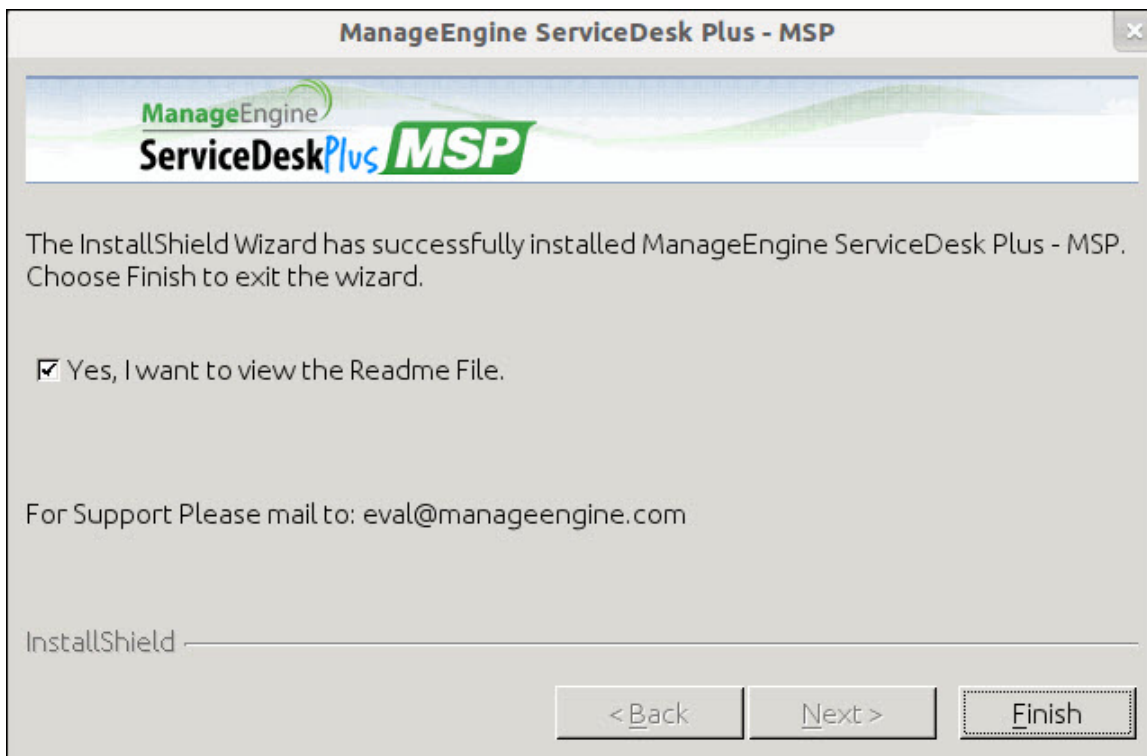 ManageEngine ServiceDesk Plus - MSP
ManageEngine
ServiceDeskPlus MSP
The InstallShield Wizard has successfully installed ManageEngine ServiceDesk Plus - MSP.
Choose Finish to exit the wizard.
Yes, I want to view the Readme File.
For Support Please mail to: eval@manageengine.com
InstallShield
< Back Next > Finish